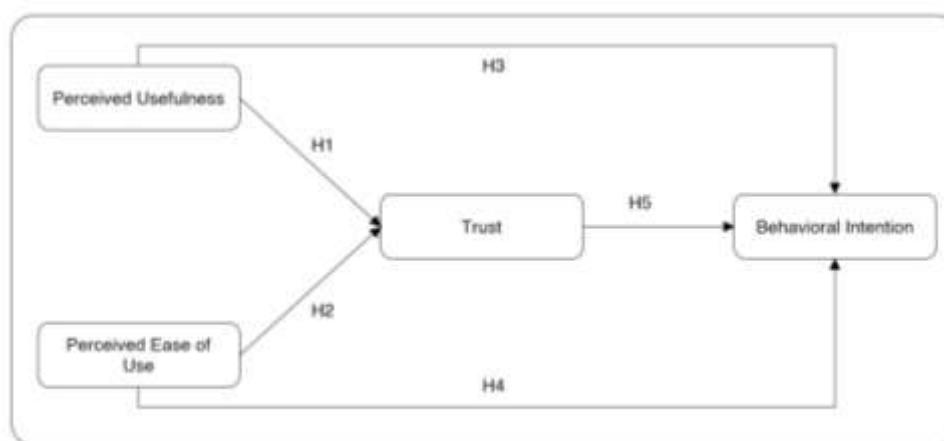 H3
Perceived Usefulness
H1
H5
Trust
Behavioral Intention
H2
Perceived Ease of
Use
H4